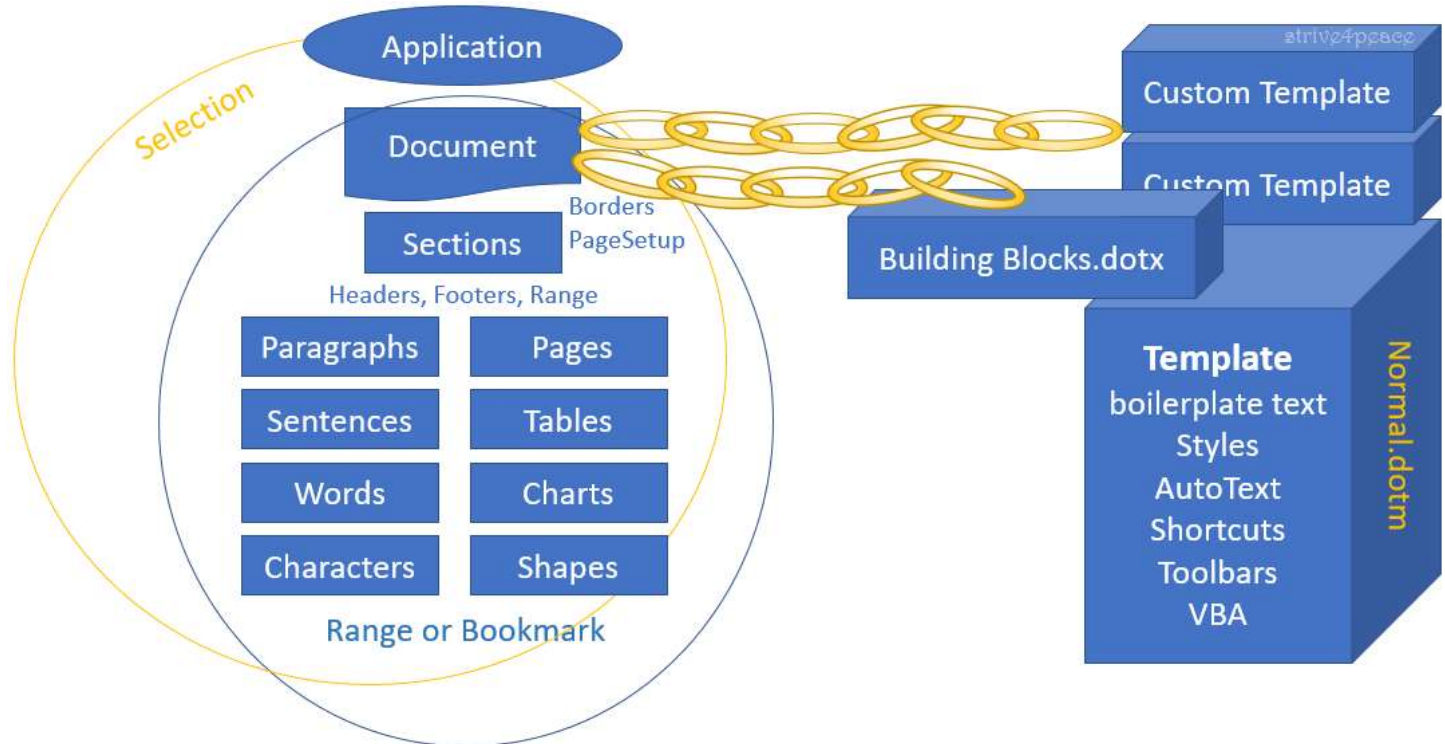 Application
Selection
Document
Borders
PageSetup
Sections
Headers, Footers, Range
Paragraphs
Pages
Sentences
Tables
Words
Charts
Characters
Shapes
Range or Bookmark
strive4peace
Custom Template
Custom Template
Building Blocks.dotx
Template
boilerplate text
Styles
AutoText
Shortcuts
Toolbars
VBA
Normal.dotm